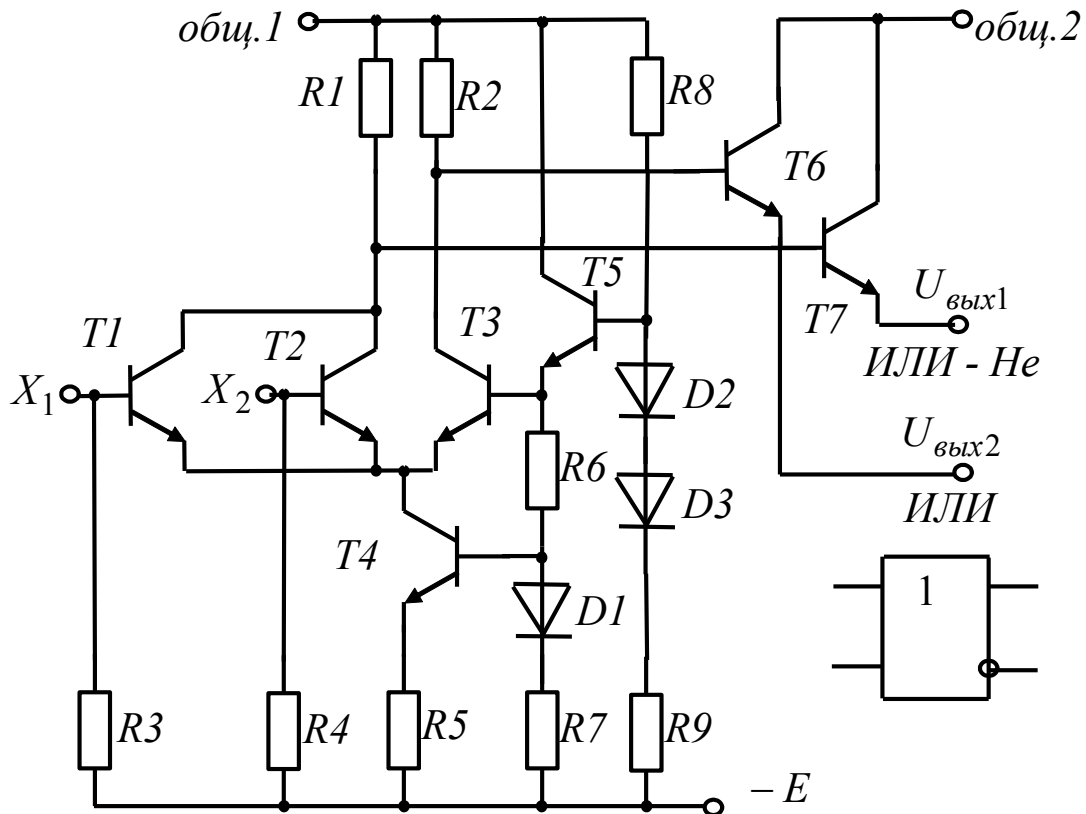 общ.1
общ.2
R1
R2
R8
T6
T5
T7
Uвых1
ИЛИ - Не
T1
T2
T3
X1
X2
D2
R6
D3
Uвых2
ИЛИ
T4
D1
1
R3
R4
R5
R7
R9
– E